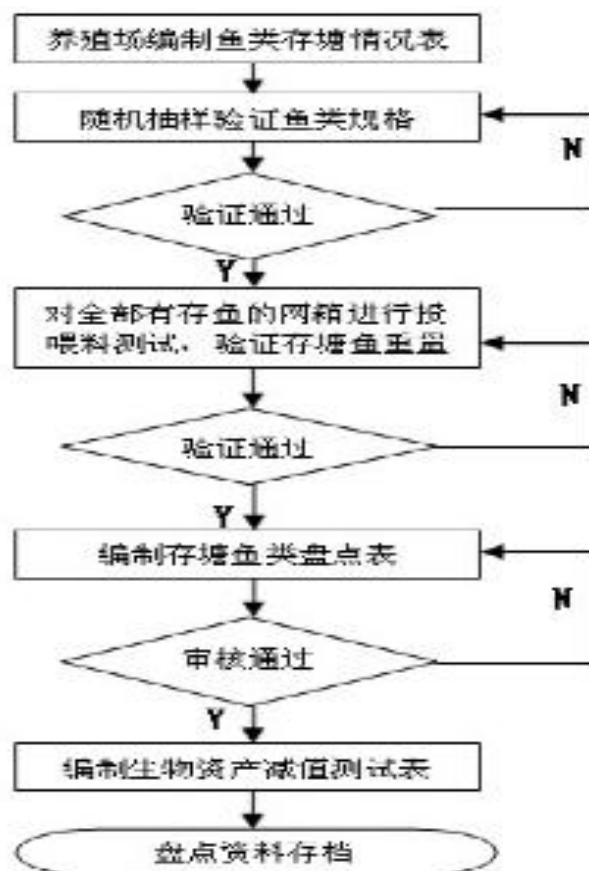 养殖场编制鱼类存塘情况表
随机抽样验证鱼类规格
N
验证通过
Y
对全部有存鱼的网箱进行投
喂料测试，验证存塘鱼重量
N
验证通过
Y
编制存塘鱼类盘点表
N
审核通过
Y
编制生物资产减值测试表
盘点资料存档